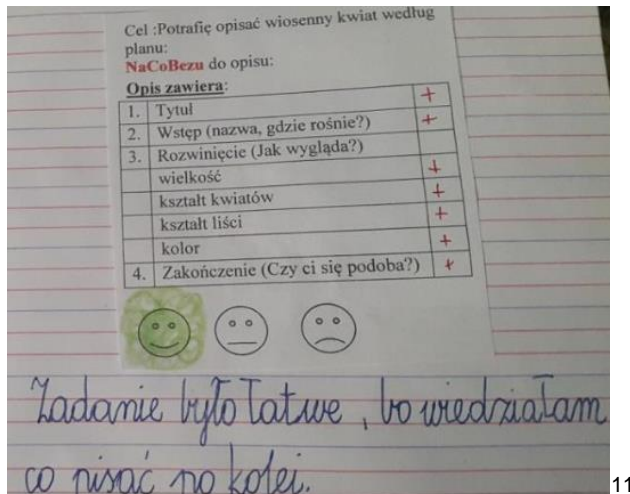 Cel :Potrafię opisać wiosenny kwiat według
planu:
NaCoBezu do opisu:
Opis zawiera:
1. Tytuł +
2. Wstęp (nazwa, gdzie rośnie?) +
3. Rozwinięcie (Jak wygląda?)
wielkość +
kształt kwiatów +
kształt liści +
kolor +
4. Zakończenie (Czy ci się podoba?) +
Zadanie było łatwe, bo wiedziałam
co pisać po kolei.
11